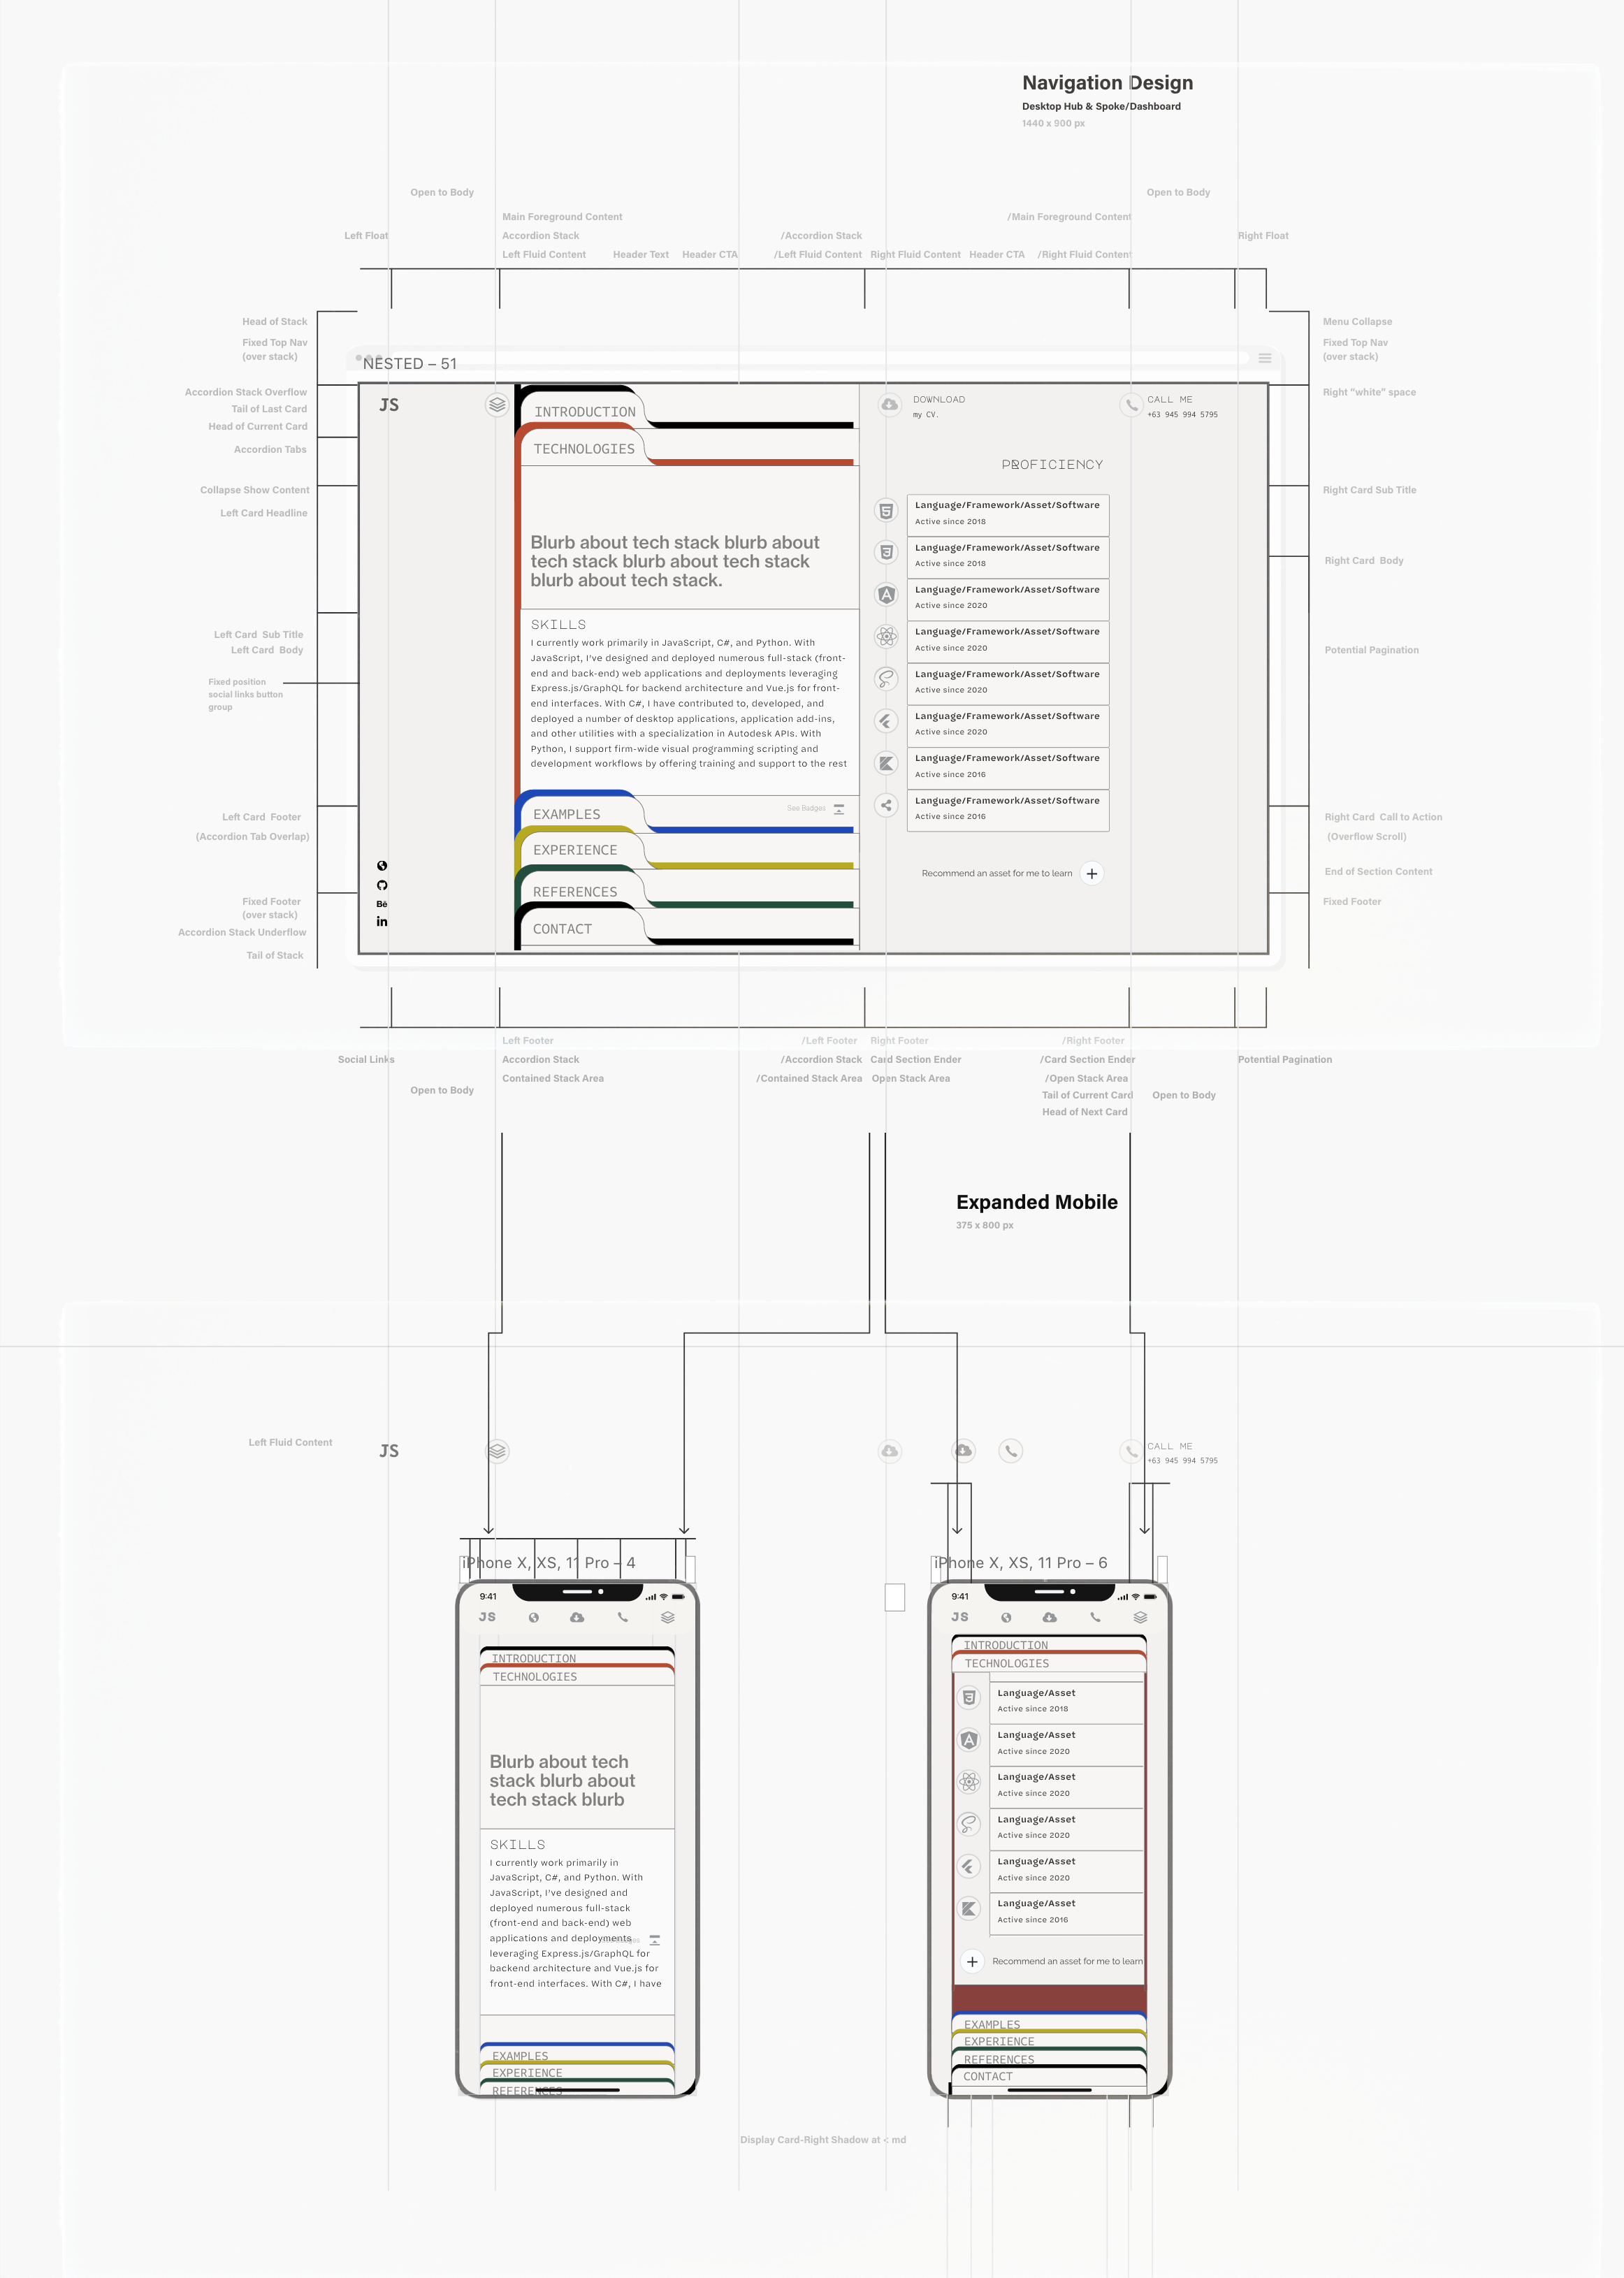 Navigation Design
Desktop Hub & Spoke/Dashboard
1440 x 900 px
Open to Body
Open to Body
Main Foreground Content
/Main Foreground Content
Left Float
Accordion Stack
/Accordion Stack
Right Float
Left Fluid Content
Header Text
Header CTA
/Left Fluid Content
Right Fluid Content
Header CTA
/Right Fluid Content
Head of Stack
Fixed Top Nav
(over stack)
Accordion Stack Overflow
Tail of Last Card
Head of Current Card
Accordion Tabs
Collapse Show Content
Left Card Headline
Left Card Sub Title
Left Card Body
Fixed position
social links button
group
Left Card Footer
(Accordion Tab Overlap)
Fixed Footer
(over stack)
Accordion Stack Underflow
Tail of Stack
NESTED – 51
JS
INTRODUCTION
TECHNOLOGIES
Blurb about tech stack blurb about
tech stack blurb about tech stack
blurb about tech stack.
SKILLS
I currently work primarily in JavaScript, C#, and Python. With
JavaScript, I've designed and deployed numerous full-stack (front-
end and back-end) web applications and deployments leveraging
Express.js/GraphQL for backend architecture and Vue.js for front-
end interfaces. With C#, I have contributed to, developed, and
deployed a number of desktop applications, application add-ins,
and other utilities with a specialization in Autodesk APIs. With
Python, I support firm-wide visual programming scripting and
development workflows by offering training and support to the rest
EXAMPLES
See Badges
EXPERIENCE
REFERENCES
CONTACT
Bē
in
DOWNLOAD
my CV.
CALL ME
+63 945 994 5795
PROFICIENCY
Language/Framework/Asset/Software
Active since 2018
Language/Framework/Asset/Software
Active since 2018
Language/Framework/Asset/Software
Active since 2020
Language/Framework/Asset/Software
Active since 2020
Language/Framework/Asset/Software
Active since 2020
Language/Framework/Asset/Software
Active since 2020
Language/Framework/Asset/Software
Active since 2016
Language/Framework/Asset/Software
Active since 2016
Recommend an asset for me to learn
Menu Collapse
Fixed Top Nav
(over stack)
Right "white" space
Right Card Sub Title
Right Card Body
Potential Pagination
Right Card Call to Action
(Overflow Scroll)
End of Section Content
Fixed Footer
Left Footer
/Left Footer
Right Footer
/Right Footer
Social Links
Accordion Stack
/Accordion Stack
Card Section Ender
/Card Section Ender
Potential Pagination
Contained Stack Area
/Contained Stack Area
Open Stack Area
/Open Stack Area
Open to Body
Tail of Current Card
Open to Body
Head of Next Card
Expanded Mobile
375 x 800 px
Left Fluid Content
JS
CALL ME
+63 945 994 5795
iPhone X, XS, 11 Pro – 4
9:41
JS
INTRODUCTION
TECHNOLOGIES
Blurb about tech
stack blurb about
tech stack blurb
SKILLS
I currently work primarily in
JavaScript, C#, and Python. With
JavaScript, I've designed and
deployed numerous full-stack
(front-end and back-end) web
applications and deployments
leveraging Express.js/GraphQL for
backend architecture and Vue.js for
front-end interfaces. With C#, I have
EXAMPLES
EXPERIENCE
REFERENCES
iPhone X, XS, 11 Pro – 6
9:41
JS
INTRODUCTION
TECHNOLOGIES
Language/Asset
Active since 2018
Language/Asset
Active since 2020
Language/Asset
Active since 2020
Language/Asset
Active since 2020
Language/Asset
Active since 2020
Language/Asset
Active since 2016
Recommend an asset for me to learn
EXAMPLES
EXPERIENCE
REFERENCES
CONTACT
Display Card-Right Shadow at < md